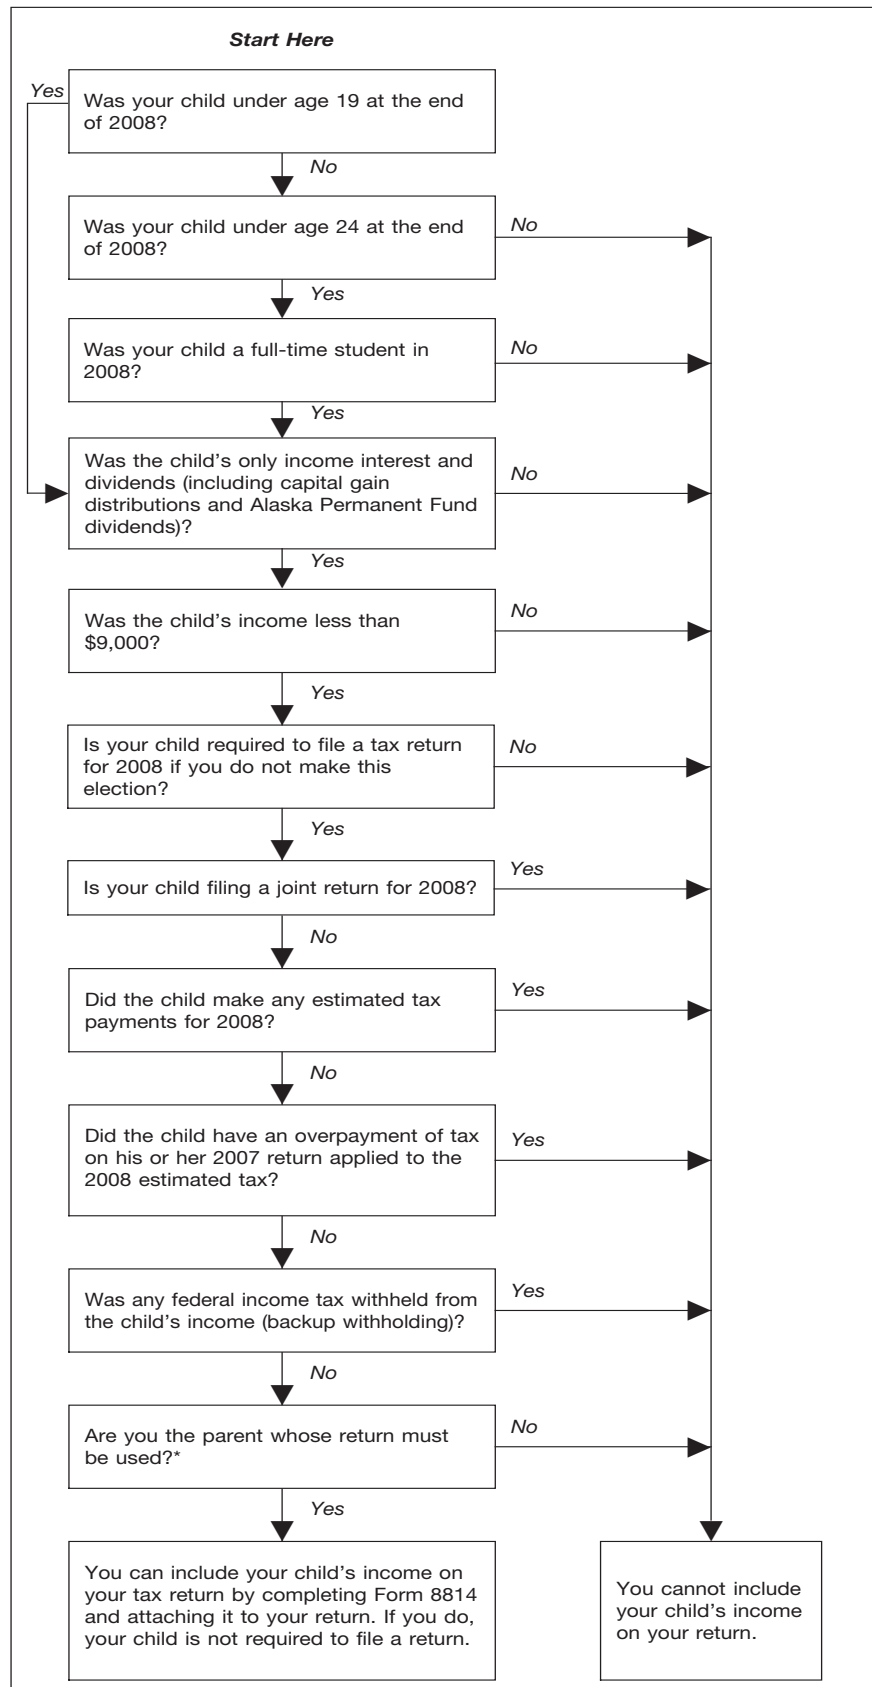 Start Here
Yes
Was your child under age 19 at the end
of 2008?
No
Was your child under age 24 at the end
of 2008?
No
Yes
Was your child a full-time student in
2008?
No
Yes
Was the child's only income interest and
dividends (including capital gain
distributions and Alaska Permanent Fund
dividends)?
No
Yes
Was the child's income less than
$9,000?
No
Yes
Is your child required to file a tax return
for 2008 if you do not make this
election?
No
Yes
Is your child filing a joint return for 2008?
Yes
No
Did the child make any estimated tax
payments for 2008?
Yes
No
Did the child have an overpayment of tax
on his or her 2007 return applied to the
2008 estimated tax?
Yes
No
Was any federal income tax withheld from
the child's income (backup withholding)?
Yes
No
Are you the parent whose return must
be used?*
No
Yes
You can include your child's income on
your tax return by completing Form 8814
and attaching it to your return. If you do,
your child is not required to file a return.
You cannot include
your child's income
on your return.